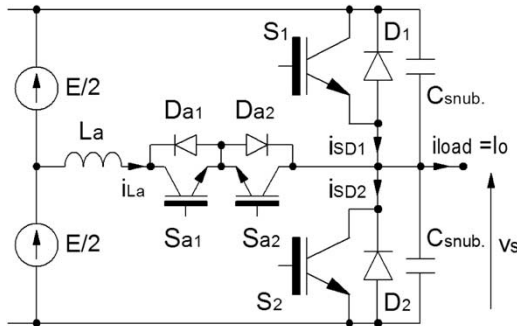 S1
D1
E/2
Da1 Da2
Csnub.
La
iSD1
iload =Io
iLa
iSD2
E/2
Sa1 Sa2
Csnub.
vs
S2
D2